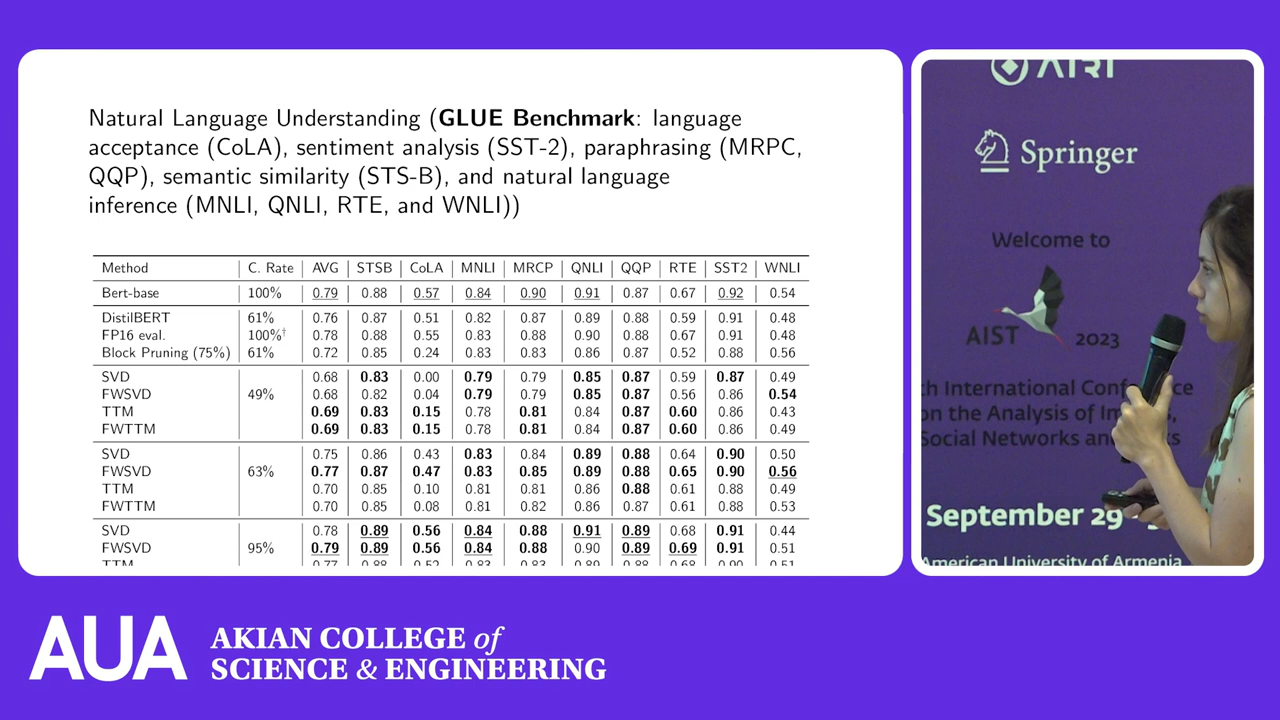 Natural Language Understanding (GLUE Benchmark: language
acceptance (CoLA), sentiment analysis (SST-2), paraphrasing (MRPC,
QQP), semantic similarity (STS-B), and natural language
inference (MNLI, QNLI, RTE, and WNLI))
Method C. Rate AVG STSB CoLA MNLI MRCP QNLI QQP RTE SST2 WNLI
Bert-base 100% 0.79 0.88 0.57 0.84 0.90 0.91 0.87 0.67 0.92 0.54
DistilBERT 61% 0.76 0.87 0.51 0.82 0.87 0.89 0.88 0.59 0.91 0.48
FP16 eval. 100%† 0.78 0.88 0.55 0.83 0.88 0.90 0.88 0.67 0.91 0.48
Block Pruning (75%) 61% 0.72 0.85 0.24 0.83 0.83 0.86 0.87 0.52 0.88 0.56
SVD 0.68 0.83 0.00 0.79 0.79 0.85 0.87 0.59 0.87 0.49
FWSVD 49% 0.68 0.82 0.04 0.79 0.79 0.85 0.87 0.56 0.86 0.54
TTM 0.69 0.83 0.15 0.78 0.81 0.84 0.87 0.60 0.86 0.43
FWTTM 0.69 0.83 0.15 0.78 0.81 0.84 0.87 0.60 0.86 0.49
SVD 0.75 0.86 0.43 0.83 0.84 0.89 0.88 0.64 0.90 0.50
FWSVD 63% 0.77 0.87 0.47 0.83 0.85 0.89 0.88 0.65 0.90 0.56
TTM 0.70 0.85 0.10 0.81 0.81 0.86 0.88 0.61 0.88 0.49
FWTTM 0.70 0.85 0.08 0.81 0.82 0.86 0.87 0.61 0.88 0.53
SVD 0.78 0.89 0.56 0.84 0.88 0.91 0.89 0.68 0.91 0.44
FWSVD 95% 0.79 0.89 0.56 0.84 0.88 0.90 0.89 0.69 0.91 0.51
AIRI
Springer
Welcome to
AIST 2023
th International
on the Analysis of
Social Networks and
September 29
American University of Armenia
AUA AKIAN COLLEGE of
SCIENCE & ENGINEERING